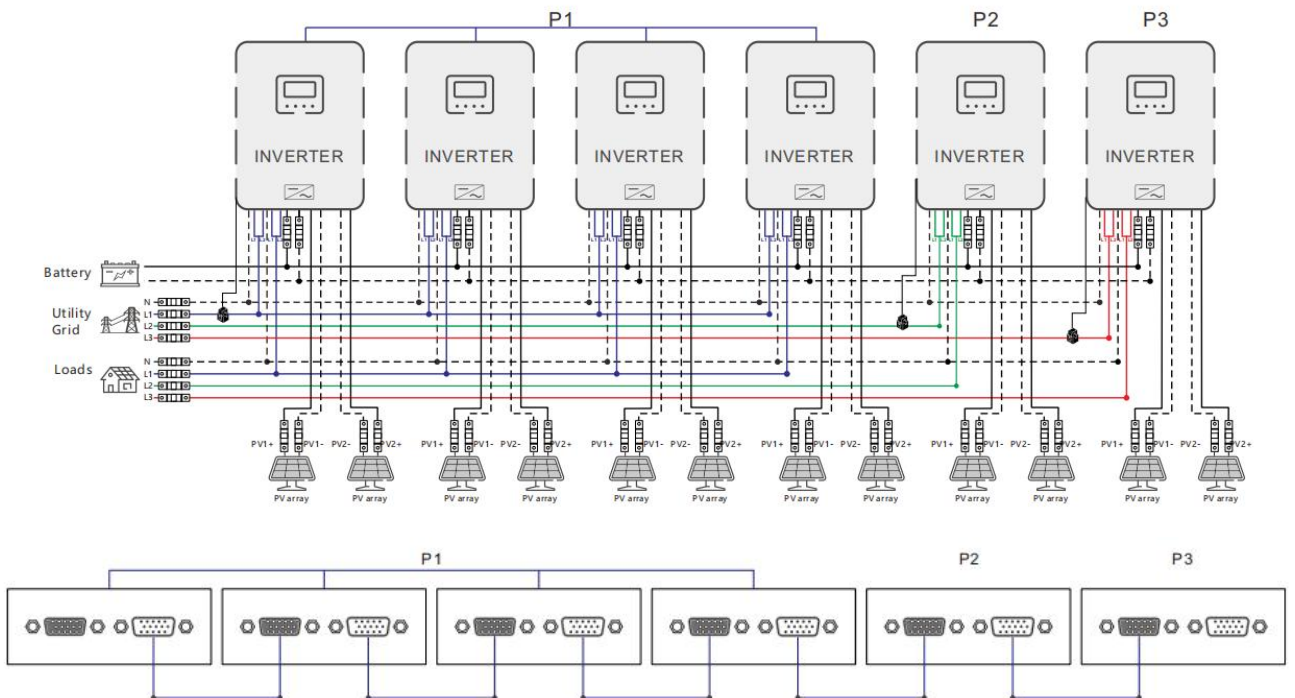 P1 P2 P3
INVERTER INVERTER INVERTER INVERTER INVERTER INVERTER
Battery
Utility
Grid
N
L1
L2
L3
Loads
N
L1
L2
L3
PV1+ PV1- PV2- PV2+ PV1+ PV1- PV2- PV2+ PV1+ PV1- PV2- PV2+ PV1+ PV1- PV2- PV2+ PV1+ PV1- PV2- PV2+ PV1+ PV1- PV2- PV2+
PV array PV array PV array PV array PV array PV array PV array PV array PV array PV array PV array PV array
P1 P2 P3